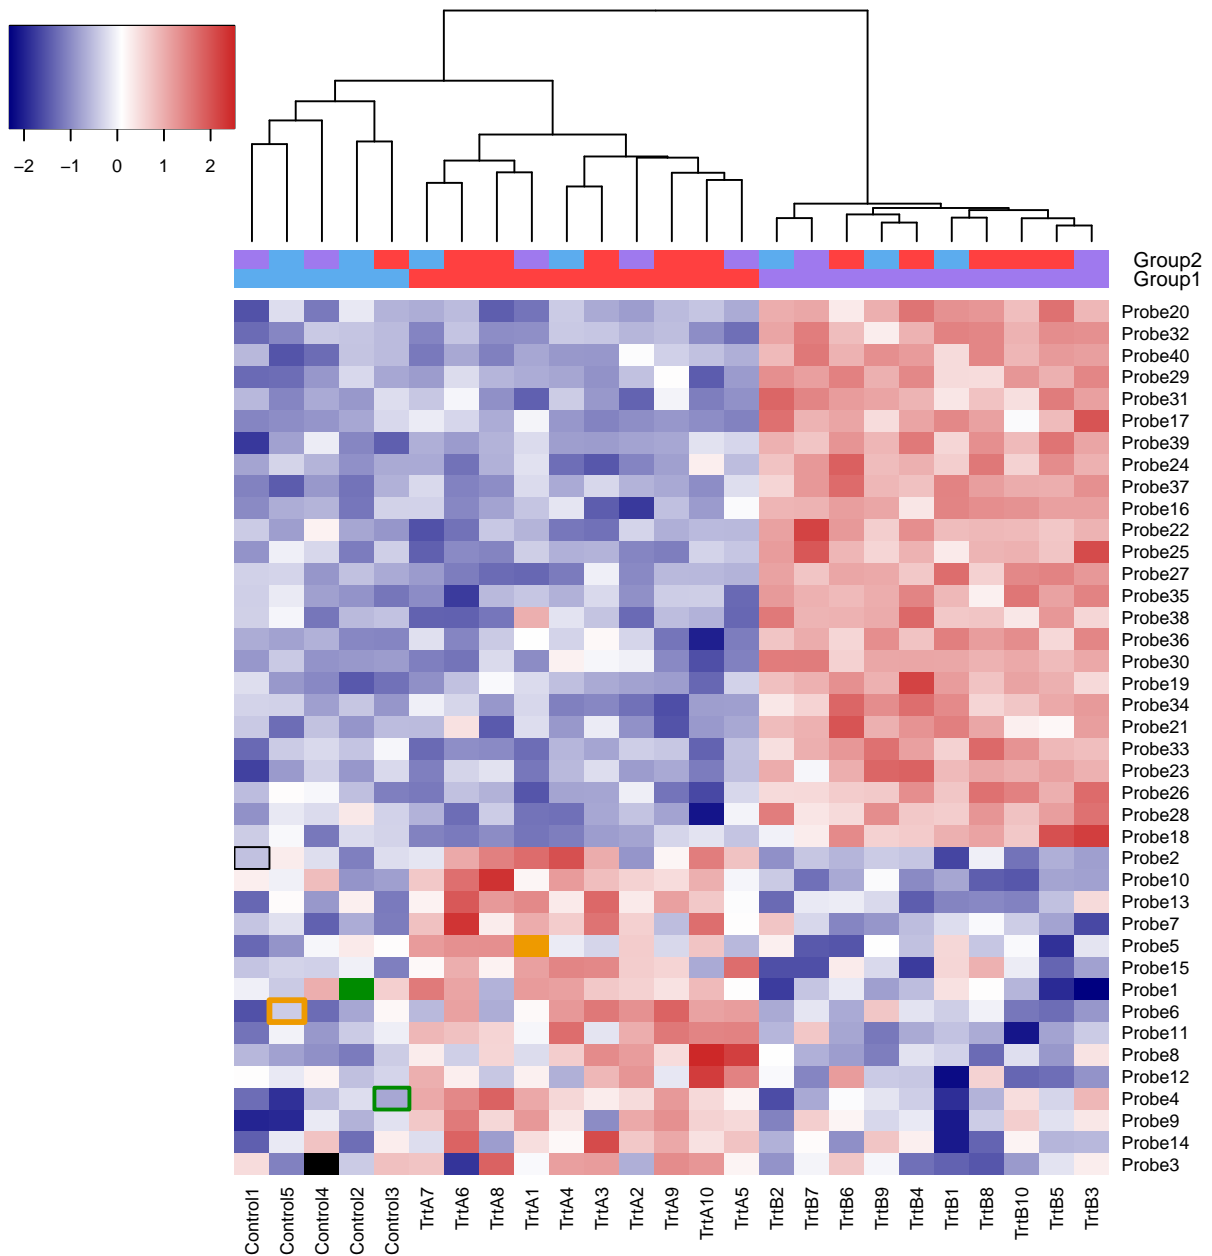 −2 −1 0 1 2
Group2
Group1
Probe20
Probe32
Probe40
Probe29
Probe31
Probe17
Probe39
Probe24
Probe37
Probe16
Probe22
Probe25
Probe27
Probe35
Probe38
Probe36
Probe30
Probe19
Probe34
Probe21
Probe33
Probe23
Probe26
Probe28
Probe18
Probe2
Probe10
Probe13
Probe7
Probe5
Probe15
Probe1
Probe6
Probe11
Probe8
Probe12
Probe4
Probe9
Probe14
Probe3
Control1 Control5 Control4 Control2 Control3 TrtA7 TrtA6 TrtA8 TrtA1 TrtA4 TrtA3 TrtA2 TrtA9 TrtA10 TrtA5 TrtB2 TrtB7 TrtB6 TrtB9 TrtB4 TrtB1 TrtB8 TrtB10 TrtB5 TrtB3